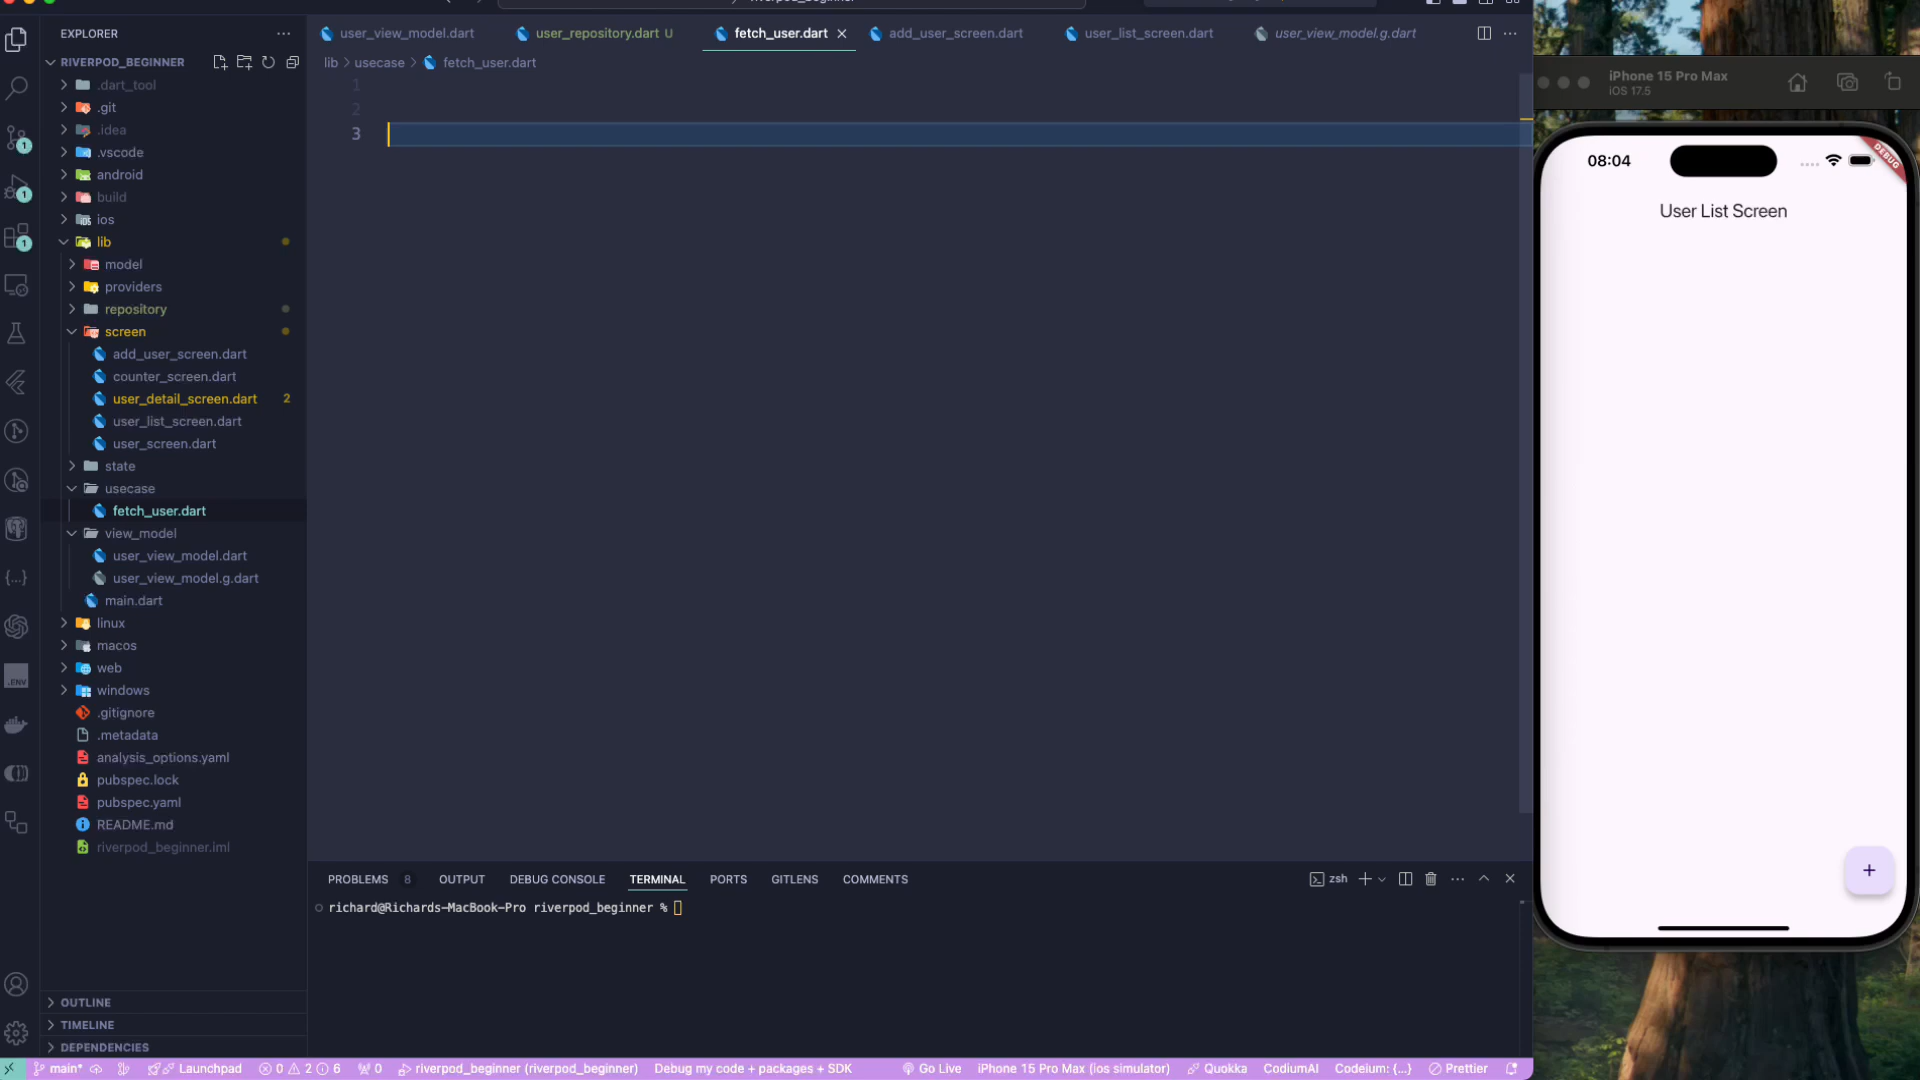 riverpod_beginner
EXPLORER
RIVERPOD_BEGINNER
.dart_tool
.git
.idea
.vscode
android
build
ios
lib
model
providers
repository
screen
add_user_screen.dart
counter_screen.dart
user_detail_screen.dart 2
user_list_screen.dart
user_screen.dart
state
usecase
fetch_user.dart
view_model
user_view_model.dart
user_view_model.g.dart
main.dart
linux
macos
web
windows
.gitignore
.metadata
analysis_options.yaml
pubspec.lock
pubspec.yaml
README.md
riverpod_beginner.iml
OUTLINE
TIMELINE
DEPENDENCIES
1
1
1
{...}
.ENV
user_view_model.dart
user_repository.dart U
fetch_user.dart
add_user_screen.dart
user_list_screen.dart
user_view_model.g.dart
lib > usecase > fetch_user.dart
1
2
3
PROBLEMS 8 OUTPUT DEBUG CONSOLE TERMINAL PORTS GITLENS COMMENTS
zsh
richard@Richards-MacBook-Pro riverpod_beginner %
main* Launchpad 0 2 6 0 riverpod_beginner (riverpod_beginner) Debug my code + packages + SDK Go Live iPhone 15 Pro Max (ios simulator) Quokka CodiumAI Codeium: {...} Prettier
iPhone 15 Pro Max
iOS 17.5
08:04
DEBUG
User List Screen
+